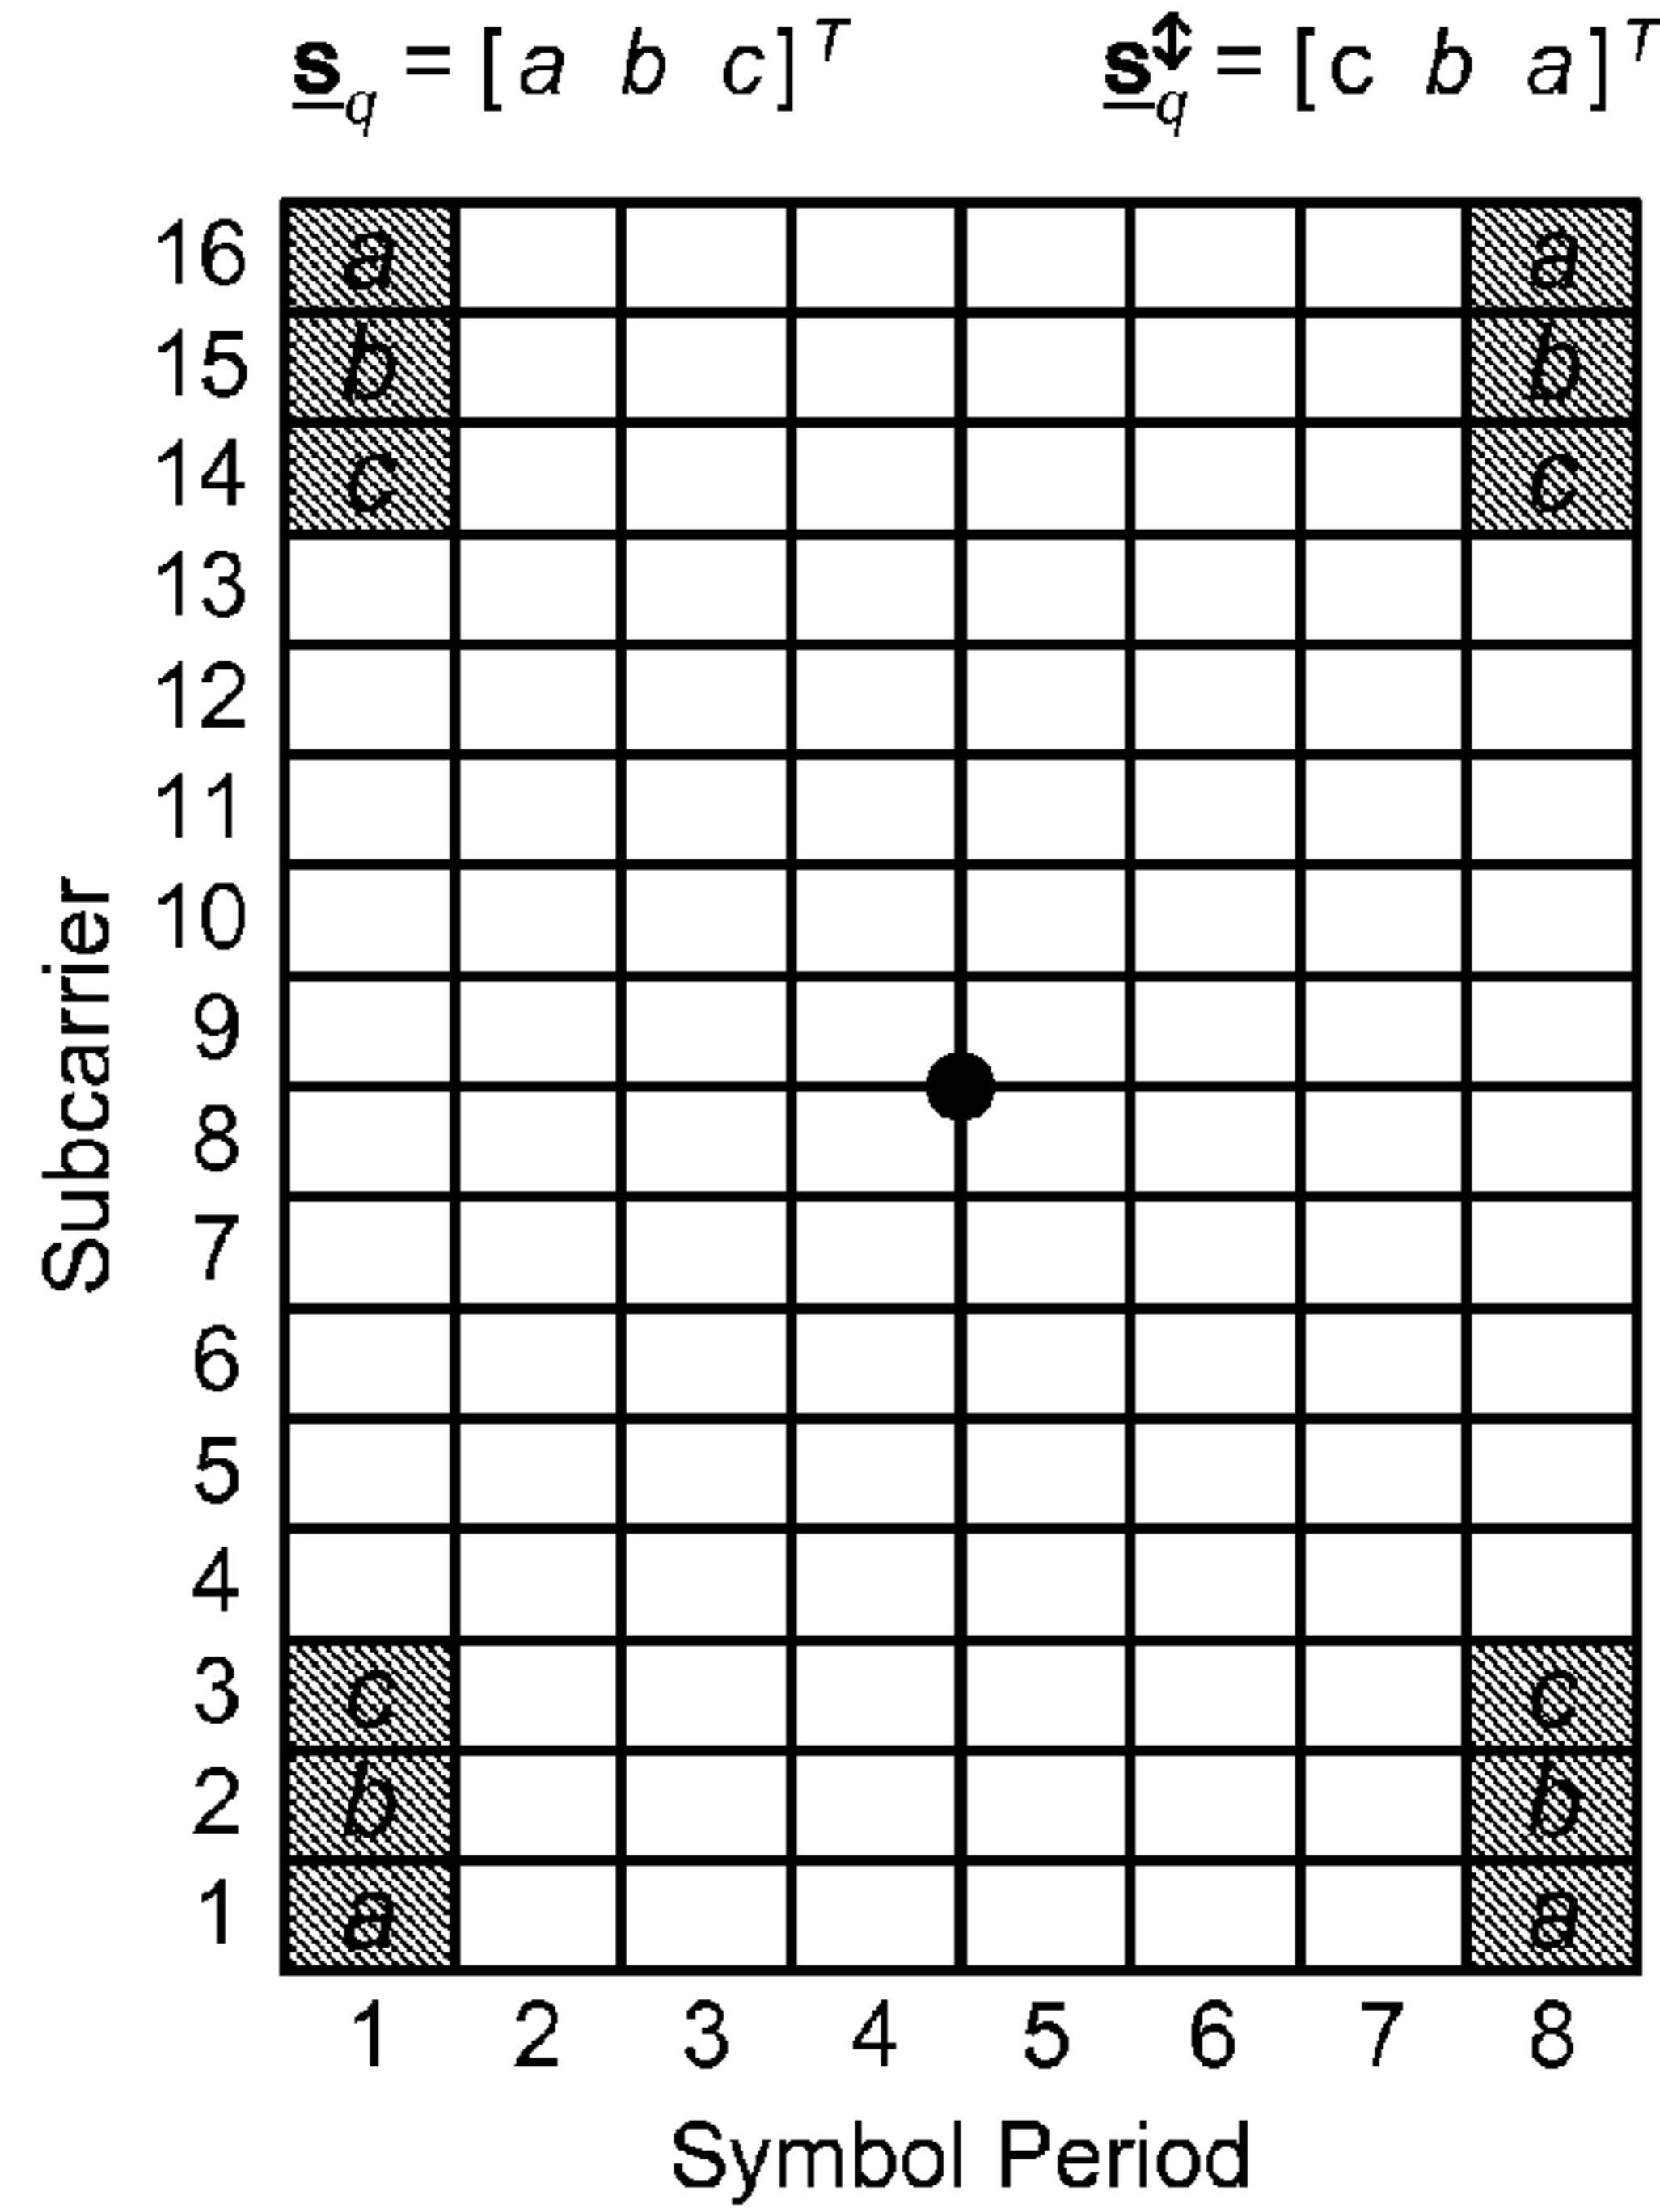 s_q = [a b c]^T s_q^↕ = [c b a]^T
16 a a
15 b b
14 c c
13
12
11
10
9
8
7
6
5
4
3 c c
2 b b
1 a a
1 2 3 4 5 6 7 8
Subcarrier
Symbol Period